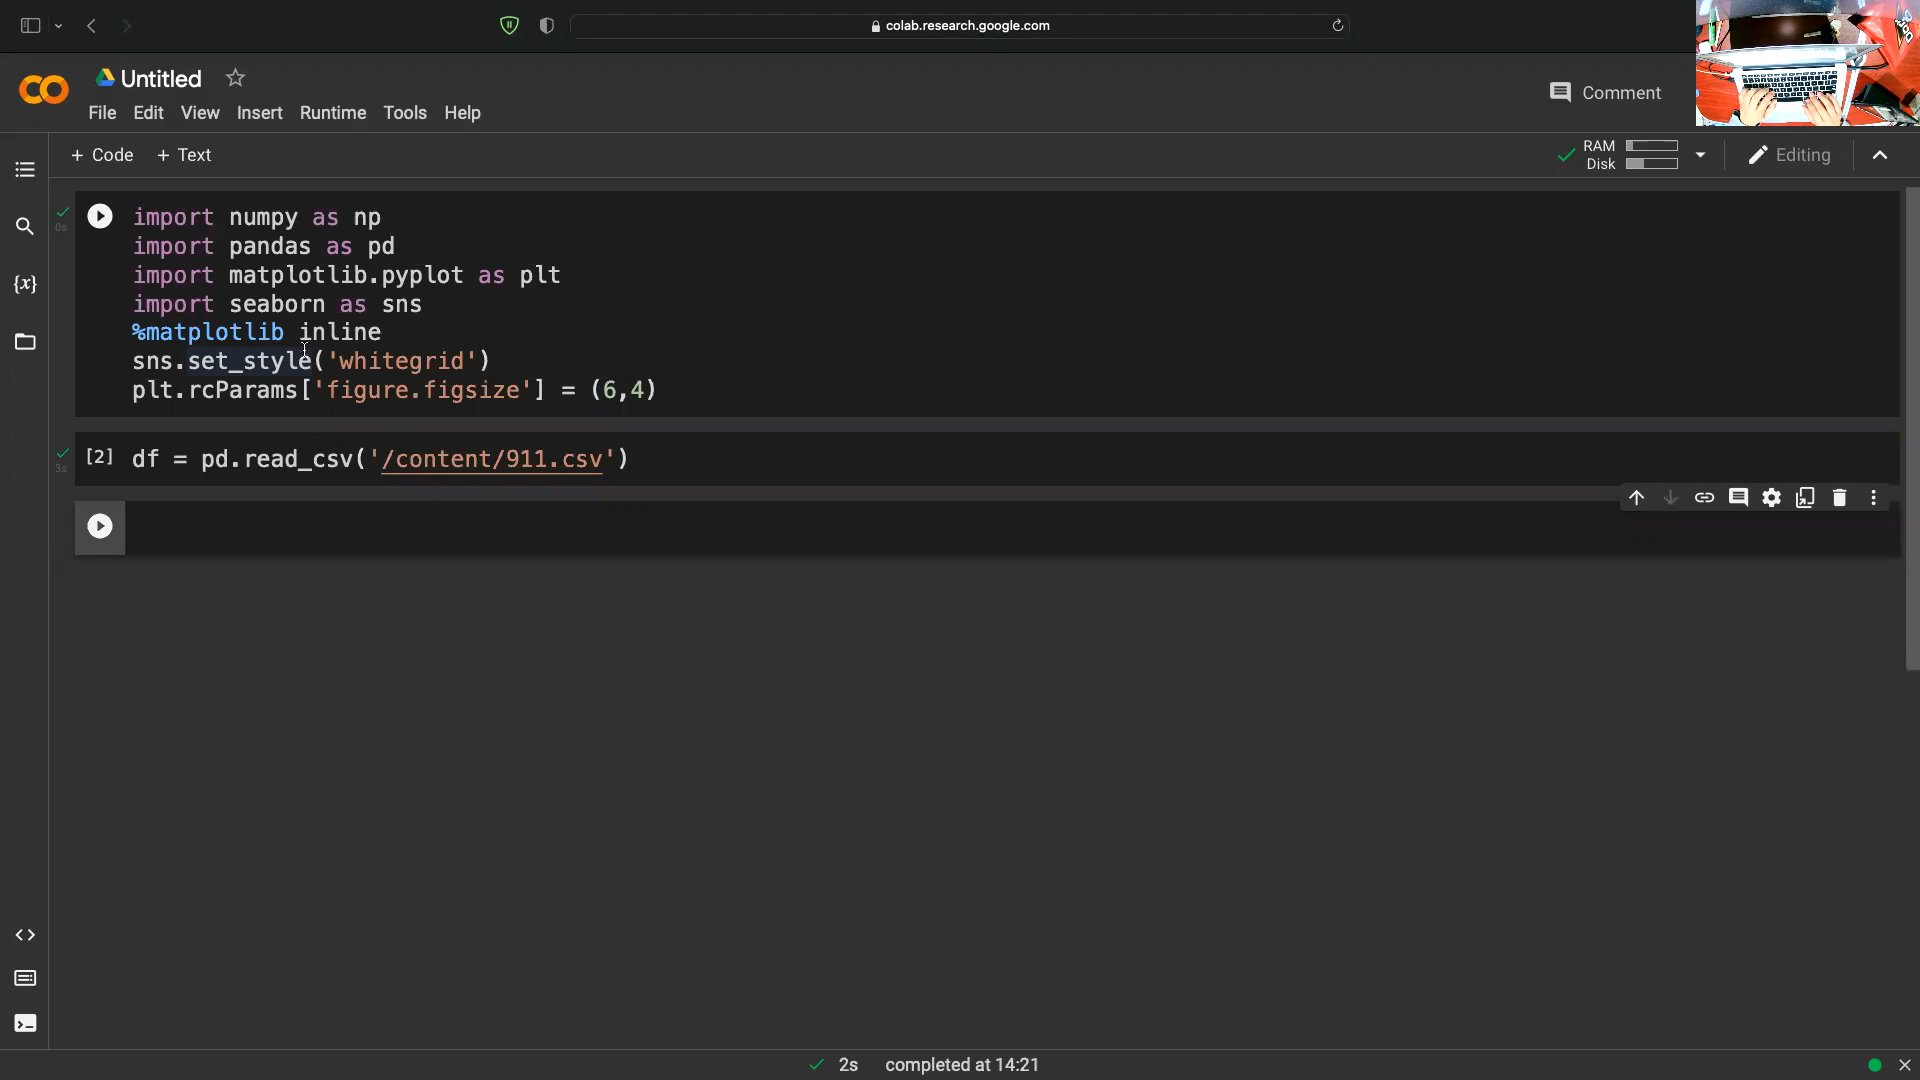 colab.research.google.com
Untitled
File Edit View Insert Runtime Tools Help
Comment
+ Code + Text
RAM
Disk
Editing
import numpy as np
import pandas as pd
import matplotlib.pyplot as plt
import seaborn as sns
%matplotlib inline
sns.set_style('whitegrid')
plt.rcParams['figure.figsize'] = (6,4)
0s
[2] df = pd.read_csv('/content/911.csv')
3s
{x}
2s completed at 14:21